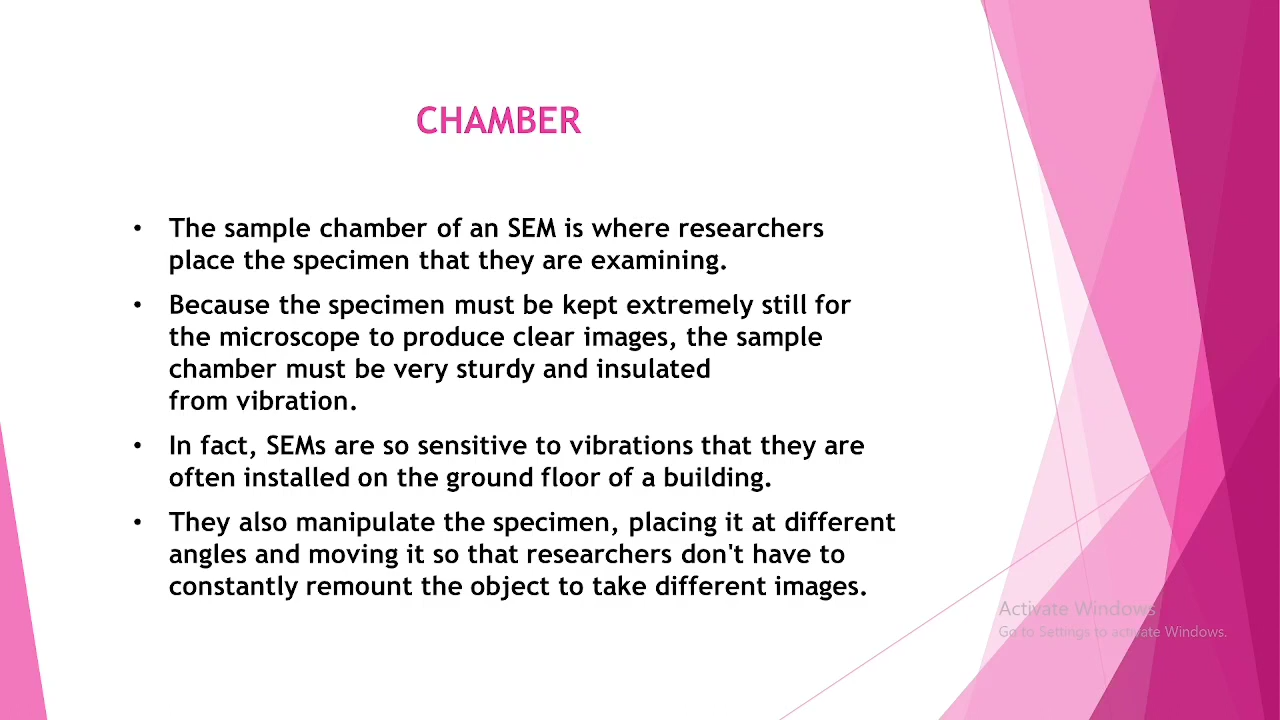 CHAMBER
• The sample chamber of an SEM is where researchers
place the specimen that they are examining.
• Because the specimen must be kept extremely still for
the microscope to produce clear images, the sample
chamber must be very sturdy and insulated
from vibration.
• In fact, SEMs are so sensitive to vibrations that they are
often installed on the ground floor of a building.
• They also manipulate the specimen, placing it at different
angles and moving it so that researchers don't have to
constantly remount the object to take different images.
Activate Windows
Go to Settings to activate Windows.